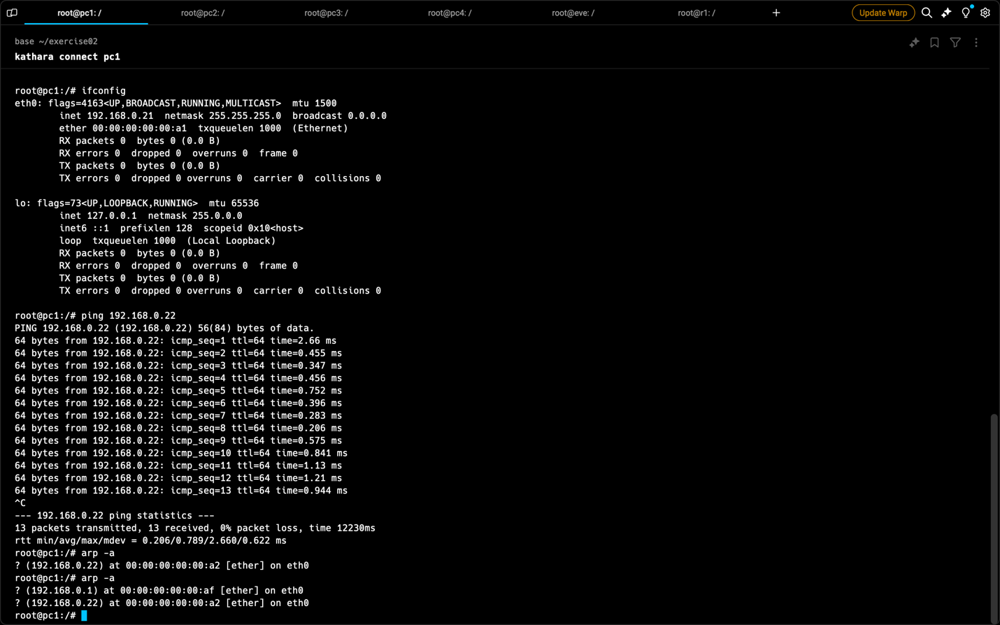 root@pc1: /
root@pc2: /
root@pc3: /
root@pc4: /
root@eve: /
root@r1: /
Update Warp
base ~/exercise02
kathara connect pc1
root@pc1:/# ifconfig
eth0: flags=4163<UP,BROADCAST,RUNNING,MULTICAST>  mtu 1500
        inet 192.168.0.21  netmask 255.255.255.0  broadcast 0.0.0.0
        ether 00:00:00:00:00:a1  txqueuelen 1000  (Ethernet)
        RX packets 0  bytes 0 (0.0 B)
        RX errors 0  dropped 0  overruns 0  frame 0
        TX packets 0  bytes 0 (0.0 B)
        TX errors 0  dropped 0 overruns 0  carrier 0  collisions 0
lo: flags=73<UP,LOOPBACK,RUNNING>  mtu 65536
        inet 127.0.0.1  netmask 255.0.0.0
        inet6 ::1  prefixlen 128  scopeid 0x10<host>
        loop  txqueuelen 1000  (Local Loopback)
        RX packets 0  bytes 0 (0.0 B)
        RX errors 0  dropped 0  overruns 0  frame 0
        TX packets 0  bytes 0 (0.0 B)
        TX errors 0  dropped 0 overruns 0  carrier 0  collisions 0
root@pc1:/# ping 192.168.0.22
PING 192.168.0.22 (192.168.0.22) 56(84) bytes of data.
64 bytes from 192.168.0.22: icmp_seq=1 ttl=64 time=2.66 ms
64 bytes from 192.168.0.22: icmp_seq=2 ttl=64 time=0.455 ms
64 bytes from 192.168.0.22: icmp_seq=3 ttl=64 time=0.347 ms
64 bytes from 192.168.0.22: icmp_seq=4 ttl=64 time=0.456 ms
64 bytes from 192.168.0.22: icmp_seq=5 ttl=64 time=0.752 ms
64 bytes from 192.168.0.22: icmp_seq=6 ttl=64 time=0.396 ms
64 bytes from 192.168.0.22: icmp_seq=7 ttl=64 time=0.283 ms
64 bytes from 192.168.0.22: icmp_seq=8 ttl=64 time=0.206 ms
64 bytes from 192.168.0.22: icmp_seq=9 ttl=64 time=0.575 ms
64 bytes from 192.168.0.22: icmp_seq=10 ttl=64 time=0.841 ms
64 bytes from 192.168.0.22: icmp_seq=11 ttl=64 time=1.13 ms
64 bytes from 192.168.0.22: icmp_seq=12 ttl=64 time=1.21 ms
64 bytes from 192.168.0.22: icmp_seq=13 ttl=64 time=0.944 ms
^C
--- 192.168.0.22 ping statistics ---
13 packets transmitted, 13 received, 0% packet loss, time 12230ms
rtt min/avg/max/mdev = 0.206/0.789/2.660/0.622 ms
root@pc1:/# arp -a
? (192.168.0.22) at 00:00:00:00:00:a2 [ether] on eth0
root@pc1:/# arp -a
? (192.168.0.1) at 00:00:00:00:00:af [ether] on eth0
? (192.168.0.22) at 00:00:00:00:00:a2 [ether] on eth0
root@pc1:/#